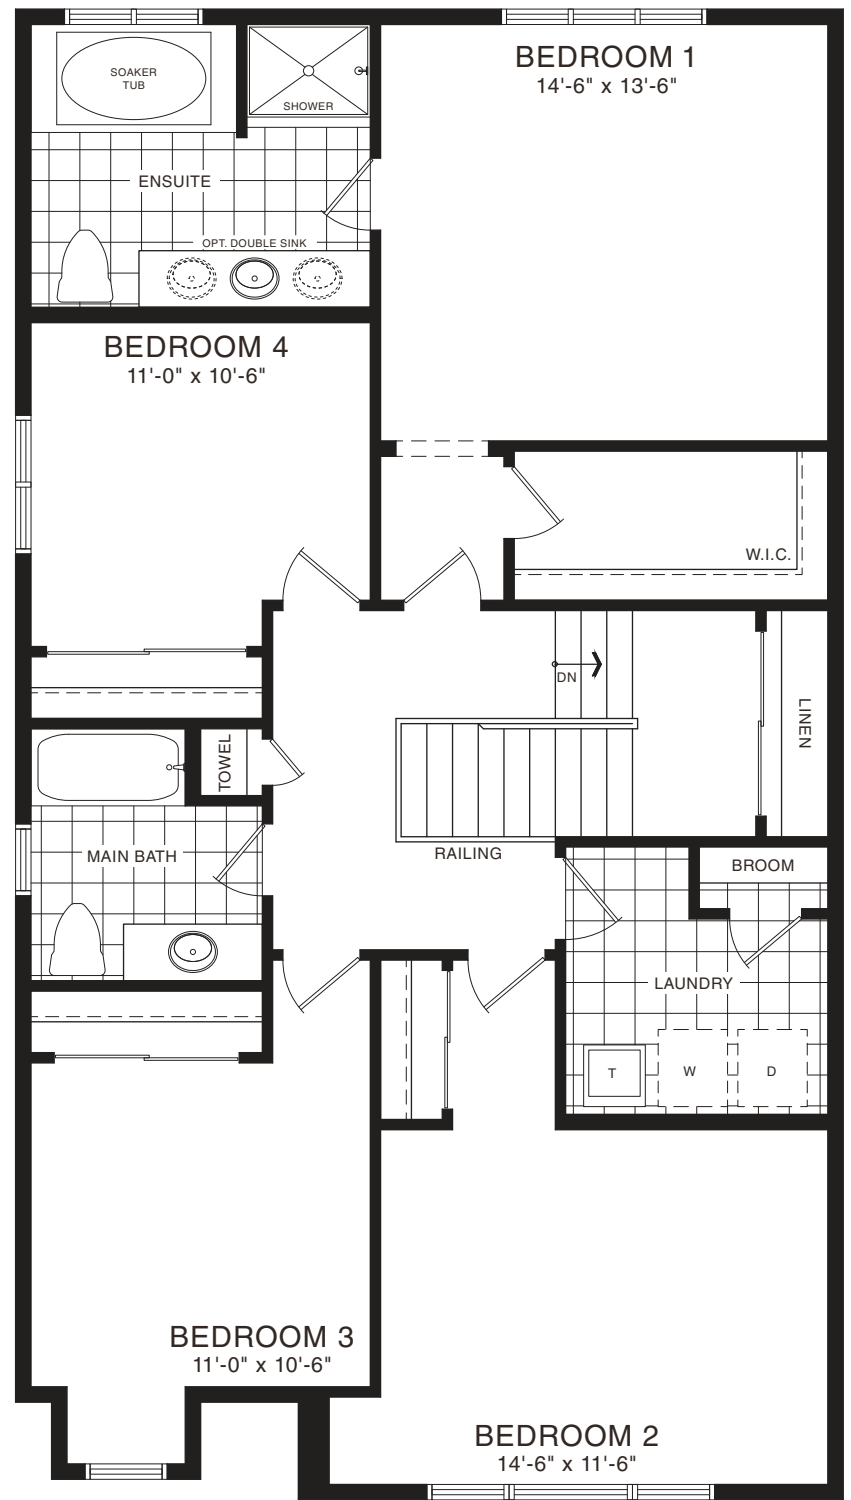 SOAKER
TUB
SHOWER
BEDROOM 1
14'-6" x 13'-6"
ENSUITE
OPT. DOUBLE SINK
BEDROOM 4
11'-0" x 10'-6"
W.I.C.
DN
LINEN
TOWEL
RAILING
MAIN BATH
BROOM
LAUNDRY
T
W
D
BEDROOM 3
11'-0" x 10'-6"
BEDROOM 2
14'-6" x 11'-6"